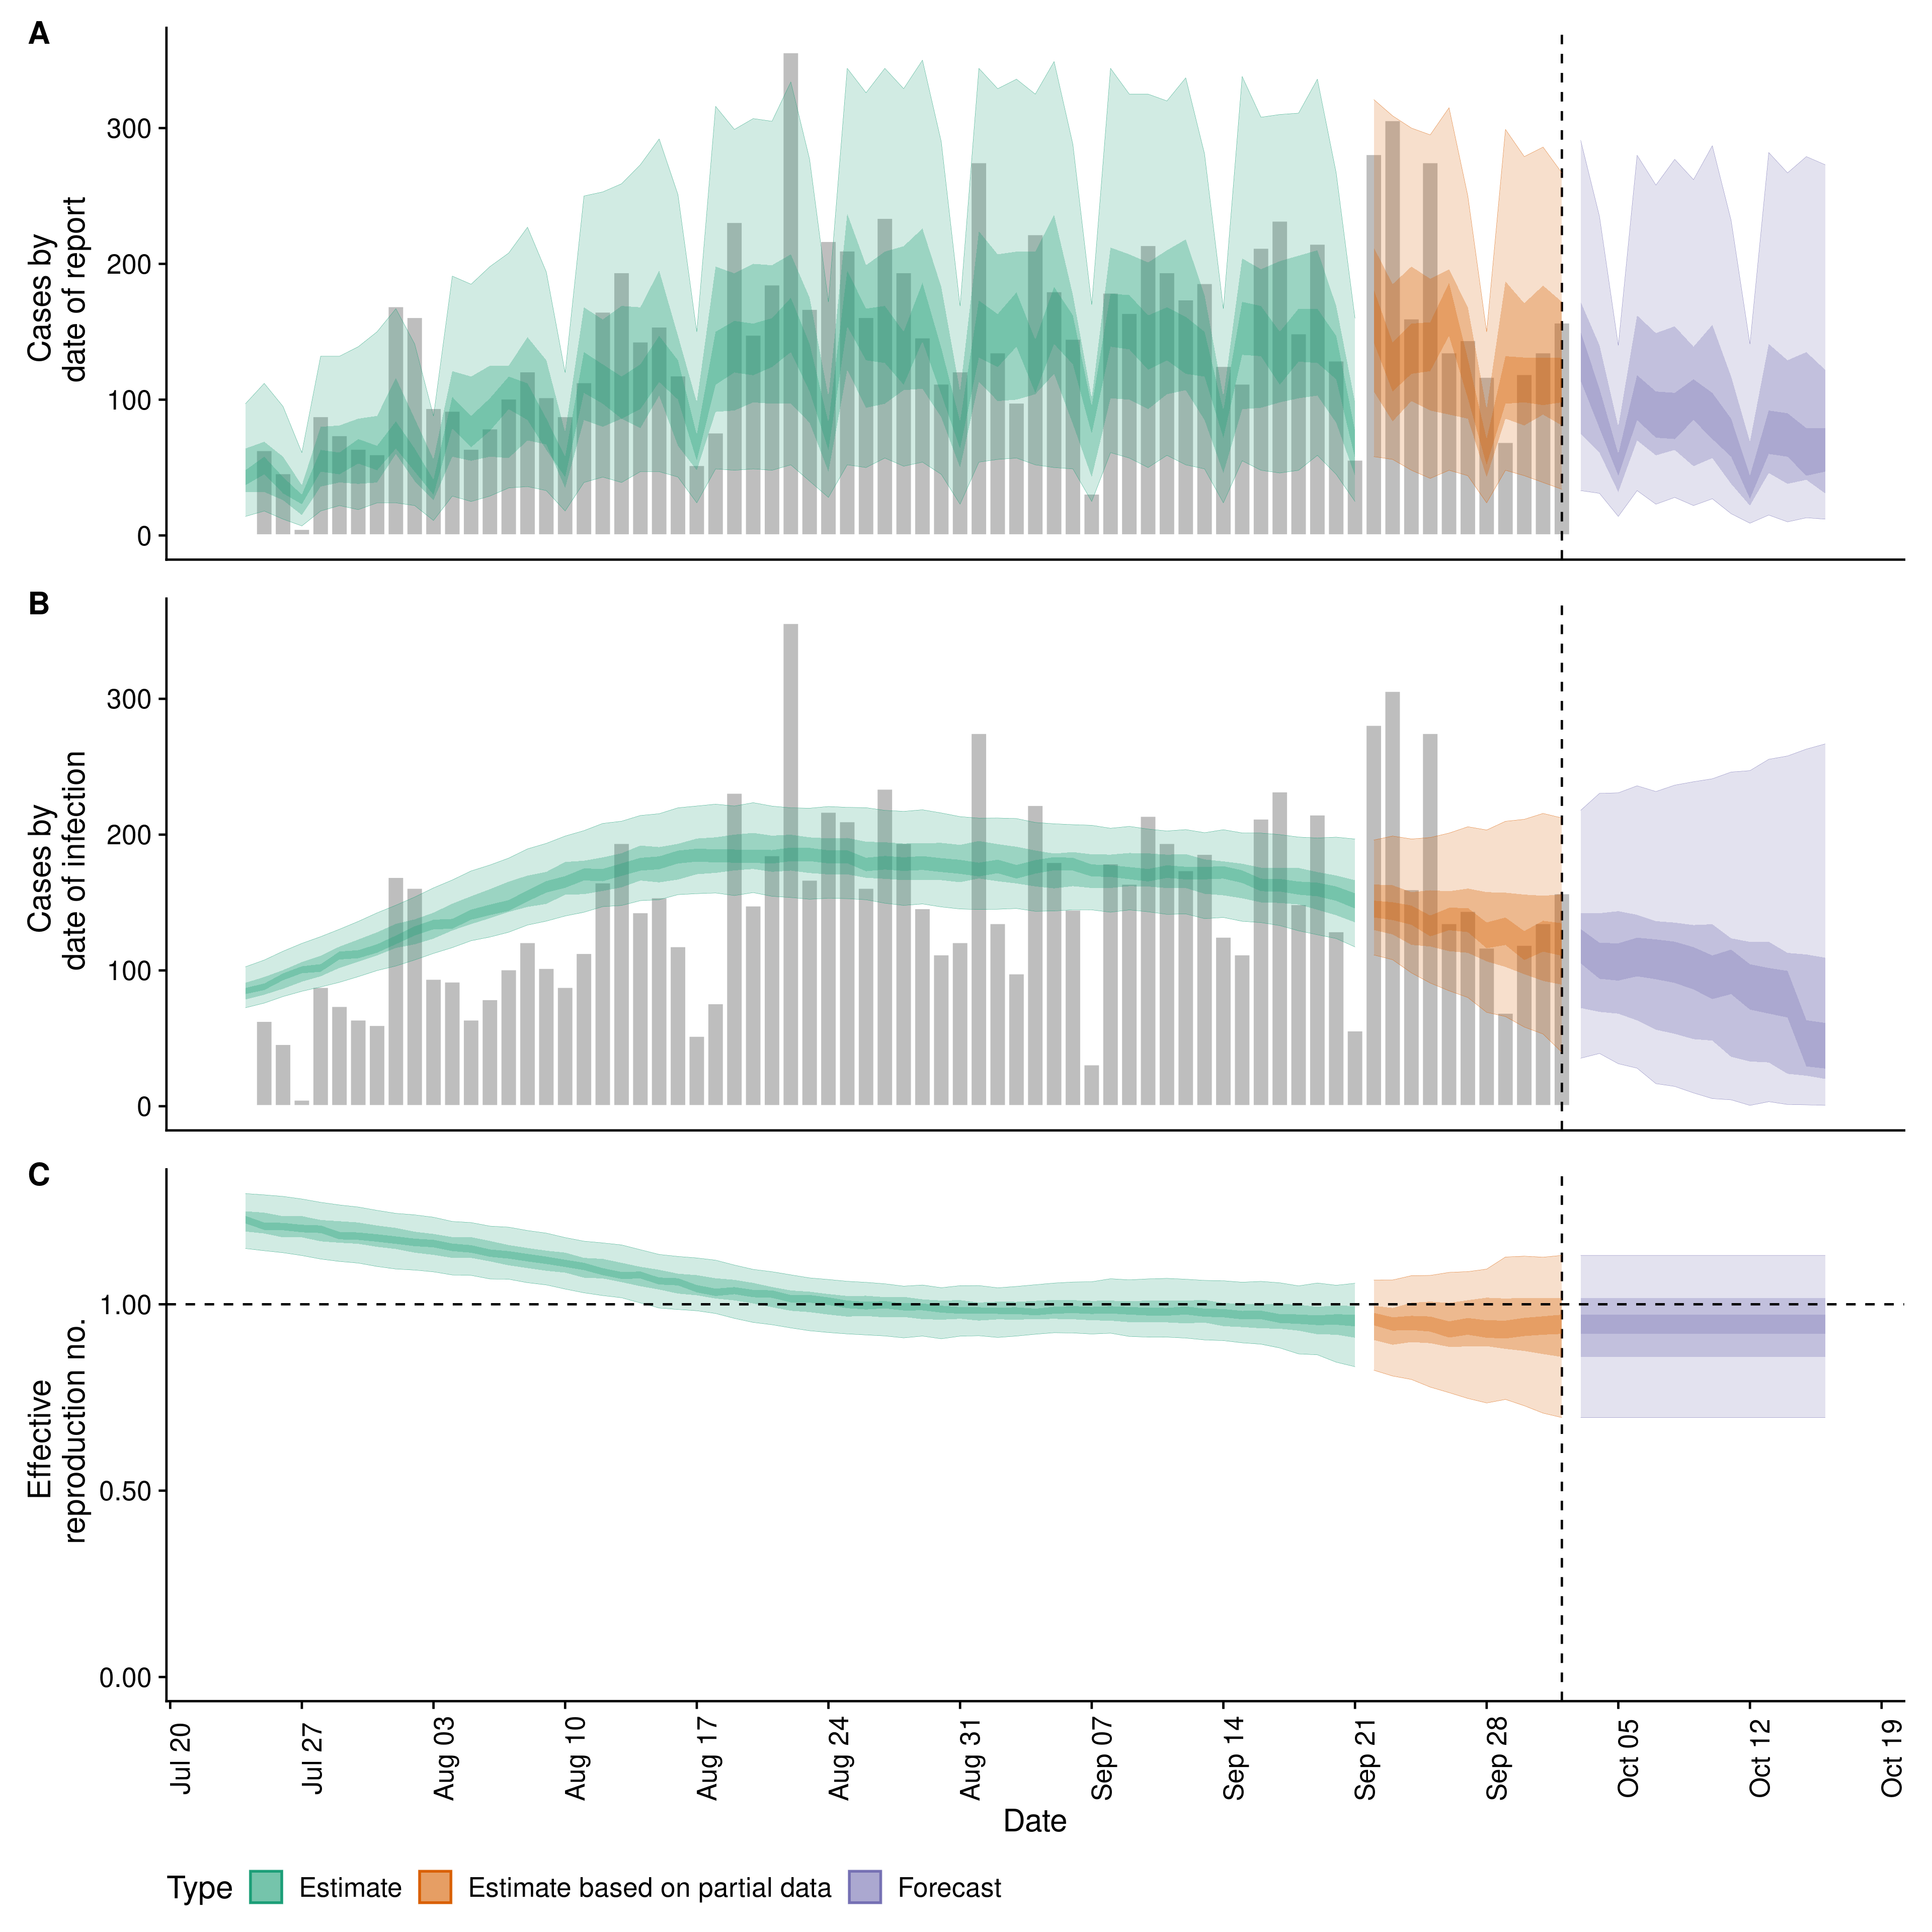 A
Cases by
date of report
300
200
100
0
B
Cases by
date of infection
300
200
100
0
C
Effective
reproduction no.
1.00
0.50
0.00
Jul 20
Jul 27
Aug 03
Aug 10
Aug 17
Aug 24
Aug 31
Sep 07
Sep 14
Sep 21
Sep 28
Oct 05
Oct 12
Oct 19
Date
Type Estimate Estimate based on partial data Forecast